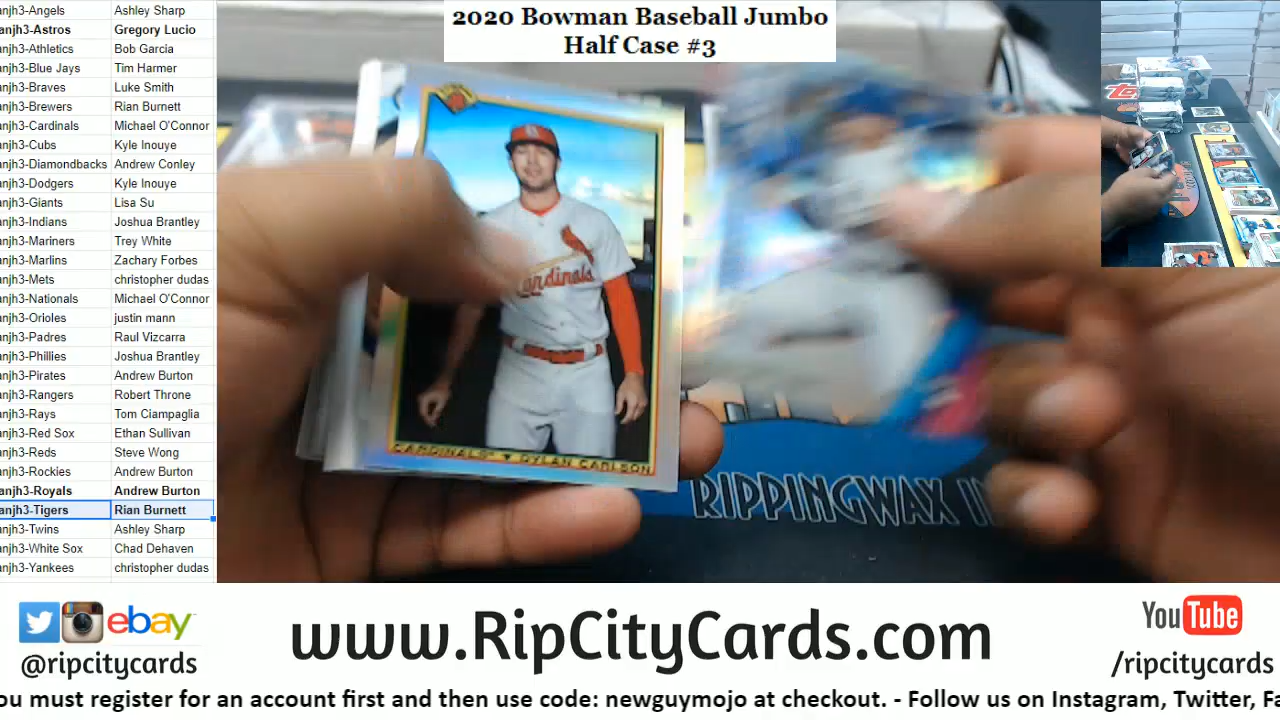 2020 Bowman Baseball Jumbo
Half Case #3
anjh3-Angels Ashley Sharp
anjh3-Astros Gregory Lucio
anjh3-Athletics Bob Garcia
anjh3-Blue Jays Tim Harmer
anjh3-Braves Luke Smith
anjh3-Brewers Rian Burnett
anjh3-Cardinals Michael O'Connor
anjh3-Cubs Kyle Inouye
anjh3-Diamondbacks Andrew Conley
anjh3-Dodgers Kyle Inouye
anjh3-Giants Lisa Su
anjh3-Indians Joshua Brantley
anjh3-Mariners Trey White
anjh3-Marlins Zachary Forbes
anjh3-Mets christopher dudas
anjh3-Nationals Michael O'Connor
anjh3-Orioles justin mann
anjh3-Padres Raul Vizcarra
anjh3-Phillies Joshua Brantley
anjh3-Pirates Andrew Burton
anjh3-Rangers Robert Throne
anjh3-Rays Tom Ciampaglia
anjh3-Red Sox Ethan Sullivan
anjh3-Reds Steve Wong
anjh3-Rockies Andrew Burton
anjh3-Royals Andrew Burton
anjh3-Tigers Rian Burnett
anjh3-Twins Ashley Sharp
anjh3-White Sox Chad Dehaven
anjh3-Yankees christopher dudas
Cardinals
CARDINALS DYLAN CARLSON
RIPPINGWAX
ebay
@ripcitycards
www.RipCityCards.com
YouTube
/ripcitycards
ou must register for an account first and then use code: newguymojo at checkout. - Follow us on Instagram, Twitter, Fa